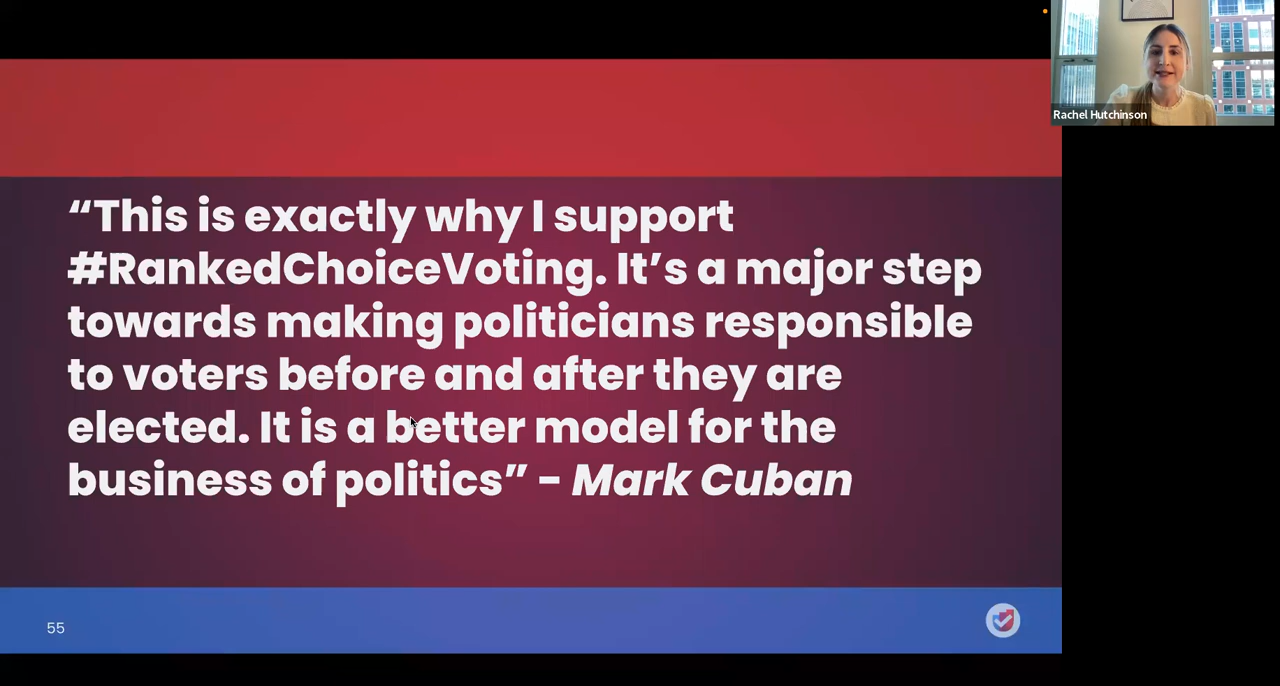 Rachel Hutchinson
“This is exactly why I support
#RankedChoiceVoting. It’s a major step
towards making politicians responsible
to voters before and after they are
elected. It is a better model for the
business of politics” - Mark Cuban
55